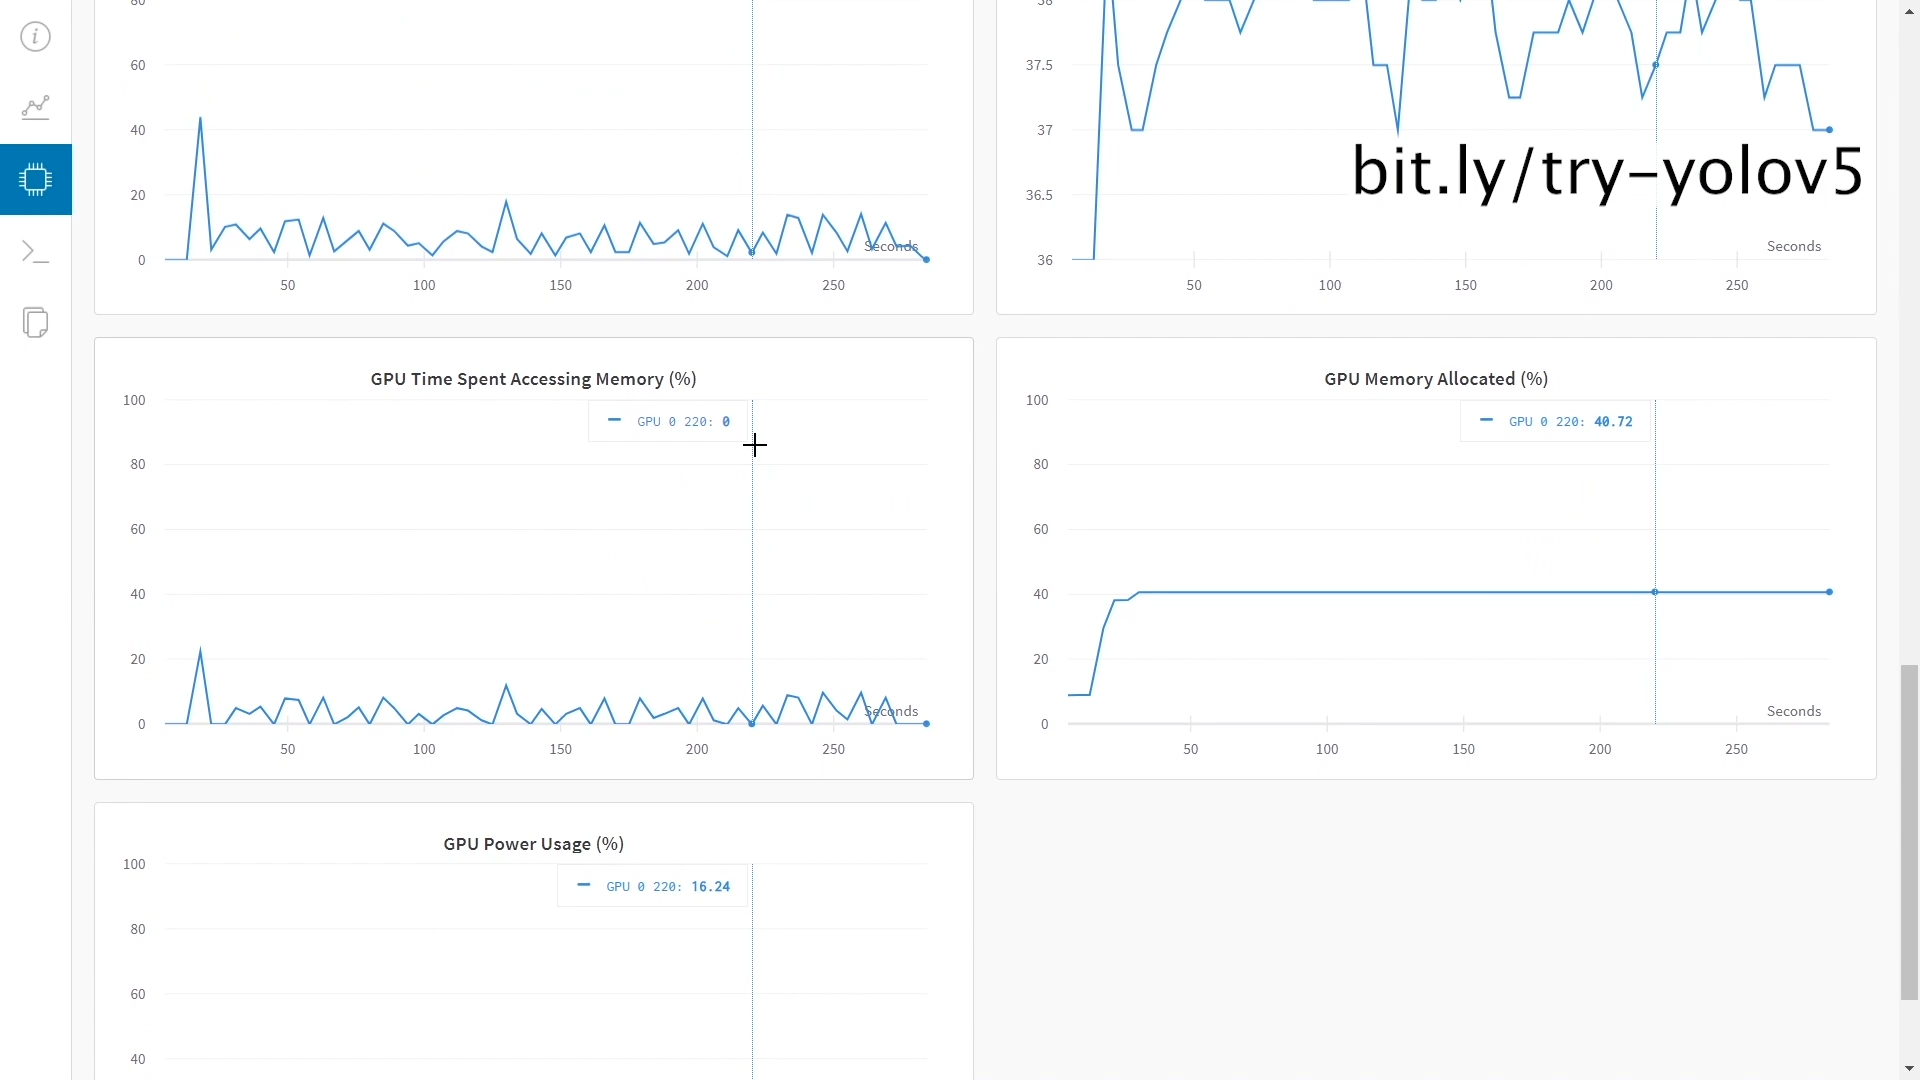 80
60
40
20
0
50 100 150 200 250
Seconds
38
37.5
37
36.5
36
50 100 150 200 250
Seconds
bit.ly/try-yolov5
GPU Time Spent Accessing Memory (%)
GPU 0 220: 0
100
80
60
40
20
0
50 100 150 200 250
Seconds
GPU Memory Allocated (%)
GPU 0 220: 40.72
100
80
60
40
20
0
50 100 150 200 250
Seconds
GPU Power Usage (%)
GPU 0 220: 16.24
100
80
60
40